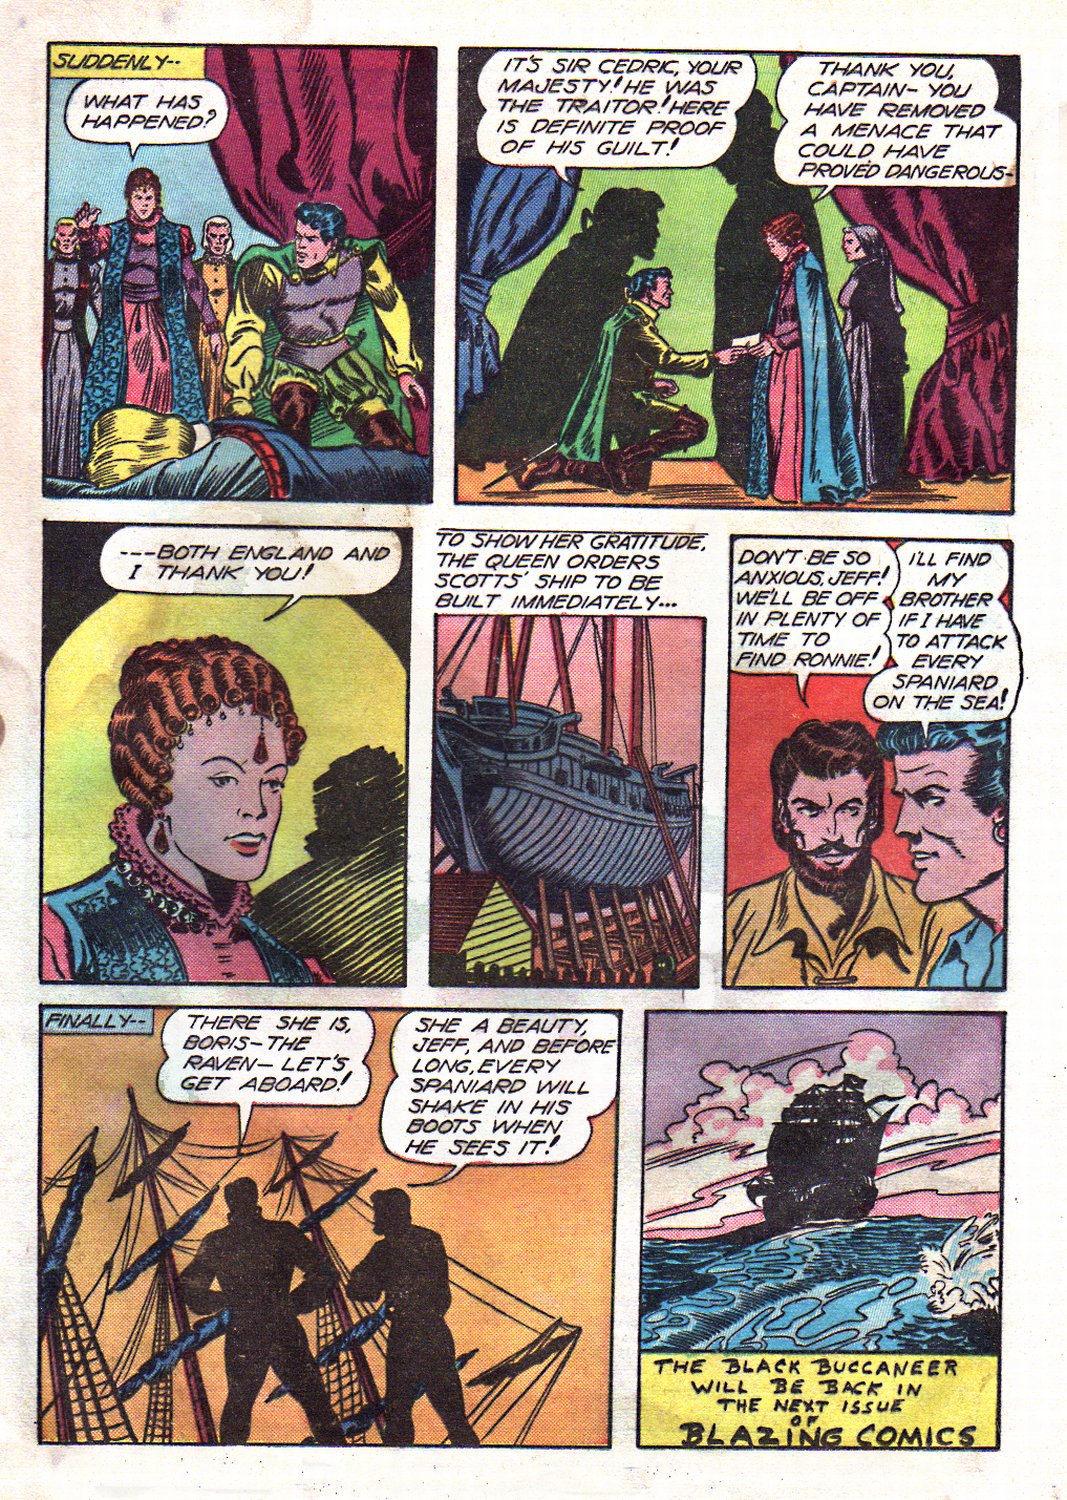 SUDDENLY--
WHAT HAS
HAPPENED?
IT'S SIR CEDRIC, YOUR
MAJESTY! HE WAS
THE TRAITOR! HERE
IS DEFINITE PROOF
OF HIS GUILT!
THANK YOU,
CAPTAIN- YOU
HAVE REMOVED
A MENACE THAT
COULD HAVE
PROVED DANGEROUS-
---BOTH ENGLAND AND
I THANK YOU!
TO SHOW HER GRATITUDE,
THE QUEEN ORDERS
SCOTTS' SHIP TO BE
BUILT IMMEDIATELY---
DON'T BE SO
ANXIOUS, JEFF!
WE'LL BE OFF
IN PLENTY OF
TIME TO
FIND RONNIE!
I'LL FIND
MY
BROTHER
IF I HAVE
TO ATTACK
EVERY
SPANIARD
ON THE SEA!
FINALLY--
THERE SHE IS,
BORIS-THE
RAVEN- LET'S
GET ABOARD!
SHE A BEAUTY,
JEFF, AND BEFORE
LONG, EVERY
SPANIARD WILL
SHAKE IN HIS
BOOTS WHEN
HE SEES IT!
THE BLACK BUCCANEER
WILL BE BACK IN
THE NEXT ISSUE
OF
BLAZING COMICS